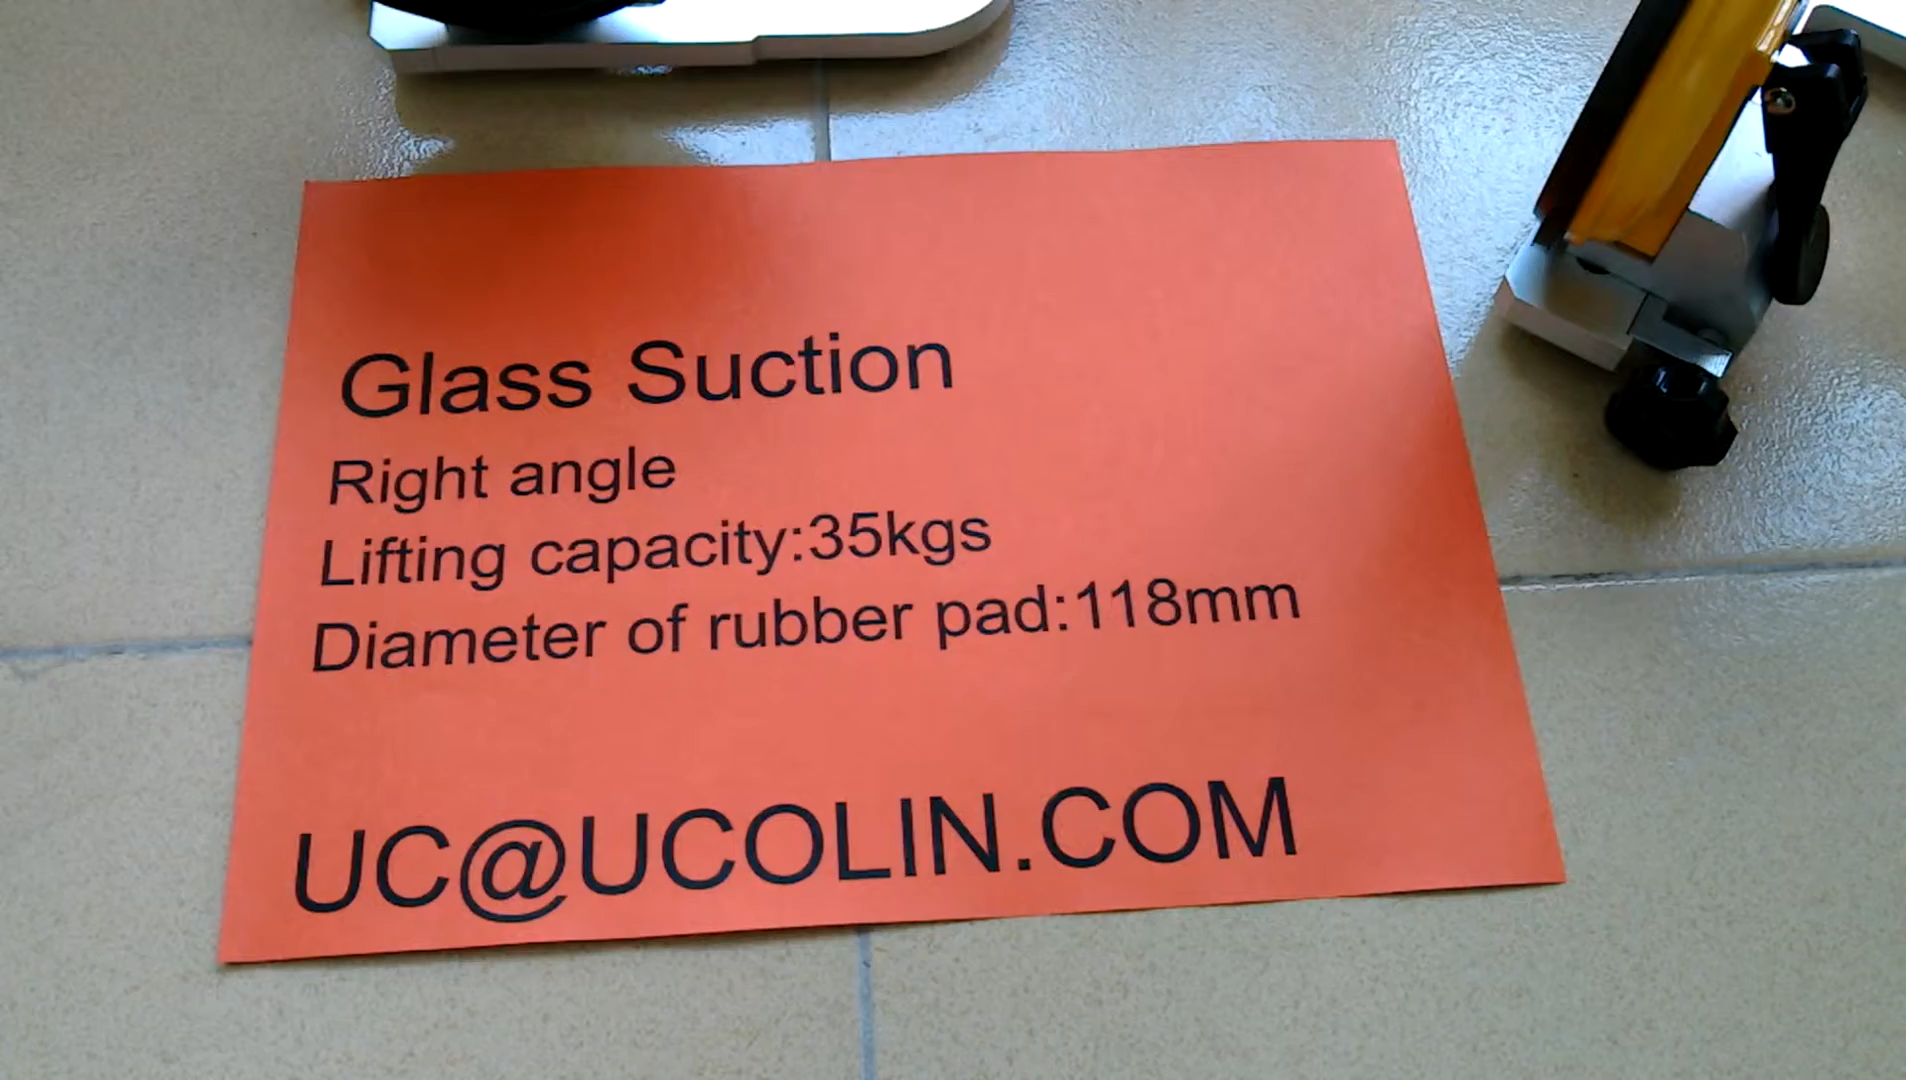 Glass Suction
Right angle
Lifting capacity:35kgs
Diameter of rubber pad:118mm
UC@UCOLIN.COM